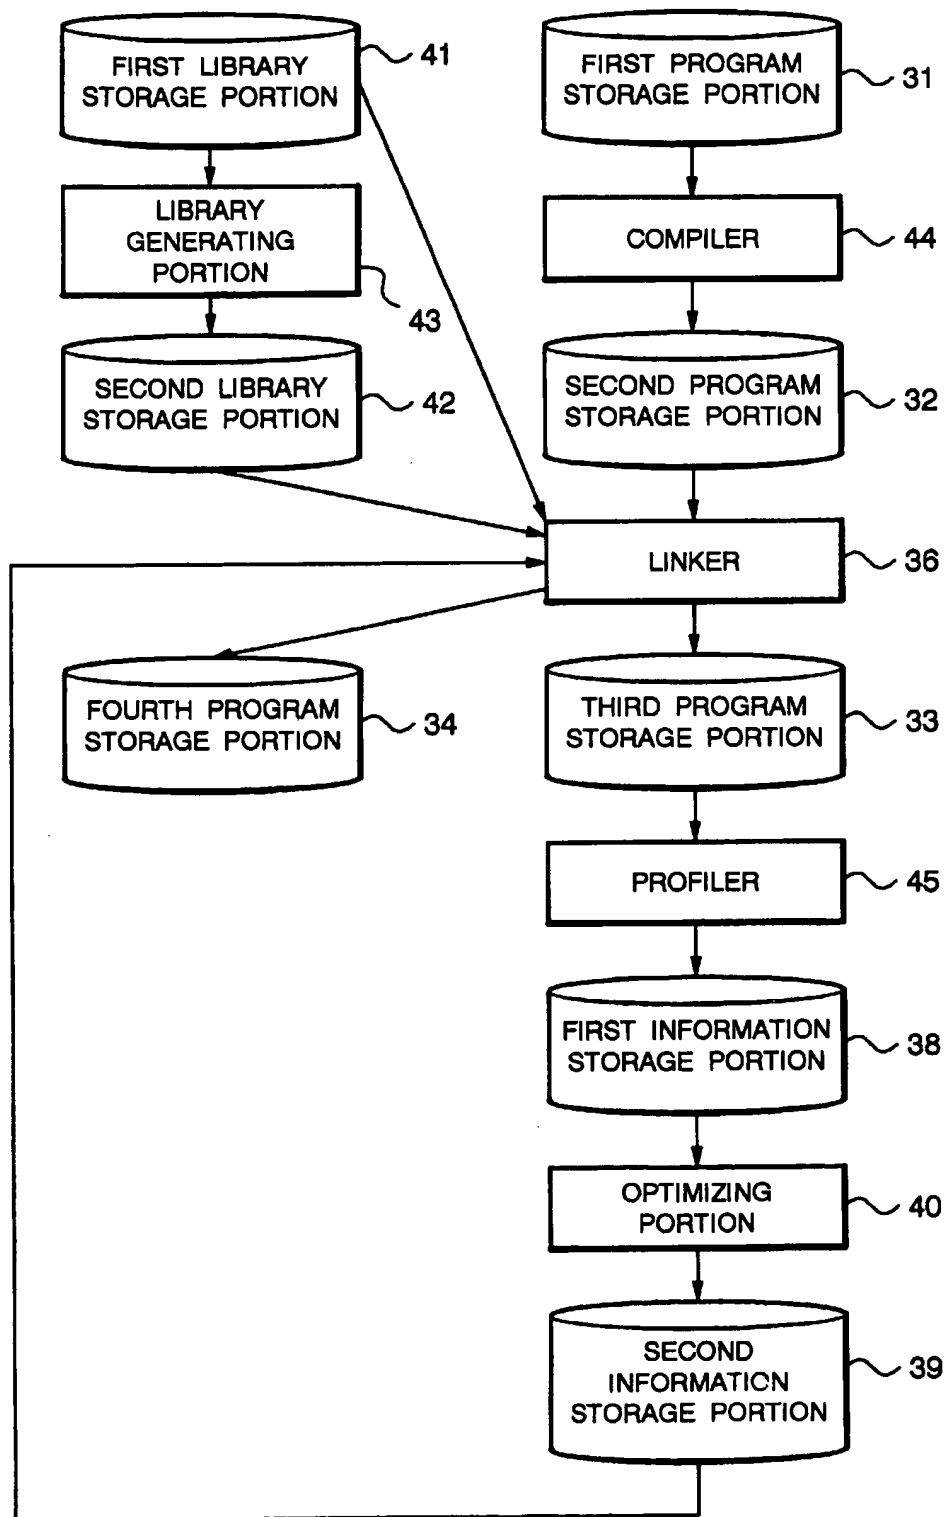 FIRST LIBRARY
STORAGE PORTION
41
FIRST PROGRAM
STORAGE PORTION
31
LIBRARY
GENERATING
PORTION
43
COMPILER
44
SECOND LIBRARY
STORAGE PORTION
42
SECOND PROGRAM
STORAGE PORTION
32
LINKER
36
FOURTH PROGRAM
STORAGE PORTION
34
THIRD PROGRAM
STORAGE PORTION
33
PROFILER
45
FIRST INFORMATION
STORAGE PORTION
38
OPTIMIZING
PORTION
40
SECOND
INFORMATION
STORAGE PORTION
39